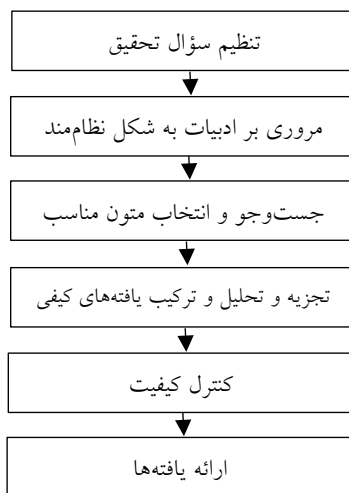 تنظیم سؤال تحقیق
مروری بر ادبیات به شکل نظام‌مند
جست‌وجو و انتخاب متون مناسب
تجزیه و تحلیل و ترکیب یافته‌های کیفی
کنترل کیفیت
ارائه یافته‌ها